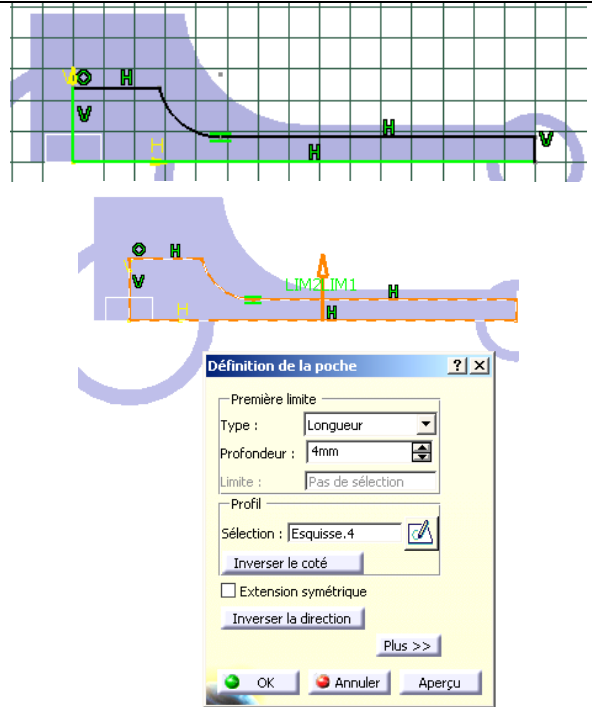 V H
V
H
H
H
V
H
V
LIM2LIM1
H
H
H
Définition de la poche ? X
Première limite
Type : Longueur
Profondeur : 4mm
Limite : Pas de sélection
Profil
Sélection : Esquisse.4
Inverser le coté
Extension symétrique
Inverser la direction
Plus >>
OK Annuler Aperçu